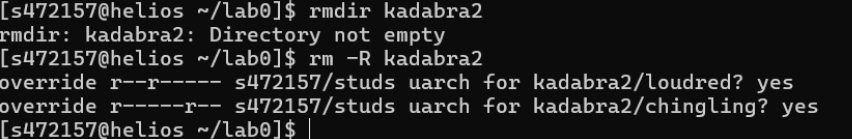 [s472157@helios ~/lab0]$ rmdir kadabra2
rmdir: kadabra2: Directory not empty
[s472157@helios ~/lab0]$ rm -R kadabra2
override r--r----- s472157/studs uarch for kadabra2/loudred? yes
override r-----r-- s472157/studs uarch for kadabra2/chingling? yes
[s472157@helios ~/lab0]$